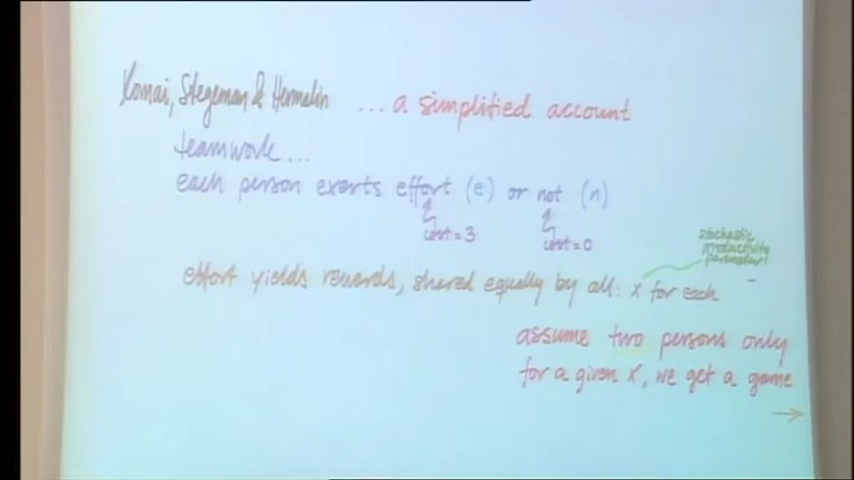 Komai, Stegeman & Hermalin ... a simplified account
teamwork...
each person exerts effort (e) or not (n)
cost=3 cost=0
stochastic
productivity
parameter!
effort yields rewards, shared equally by all: x for each
assume two persons only
for a given x, we get a game